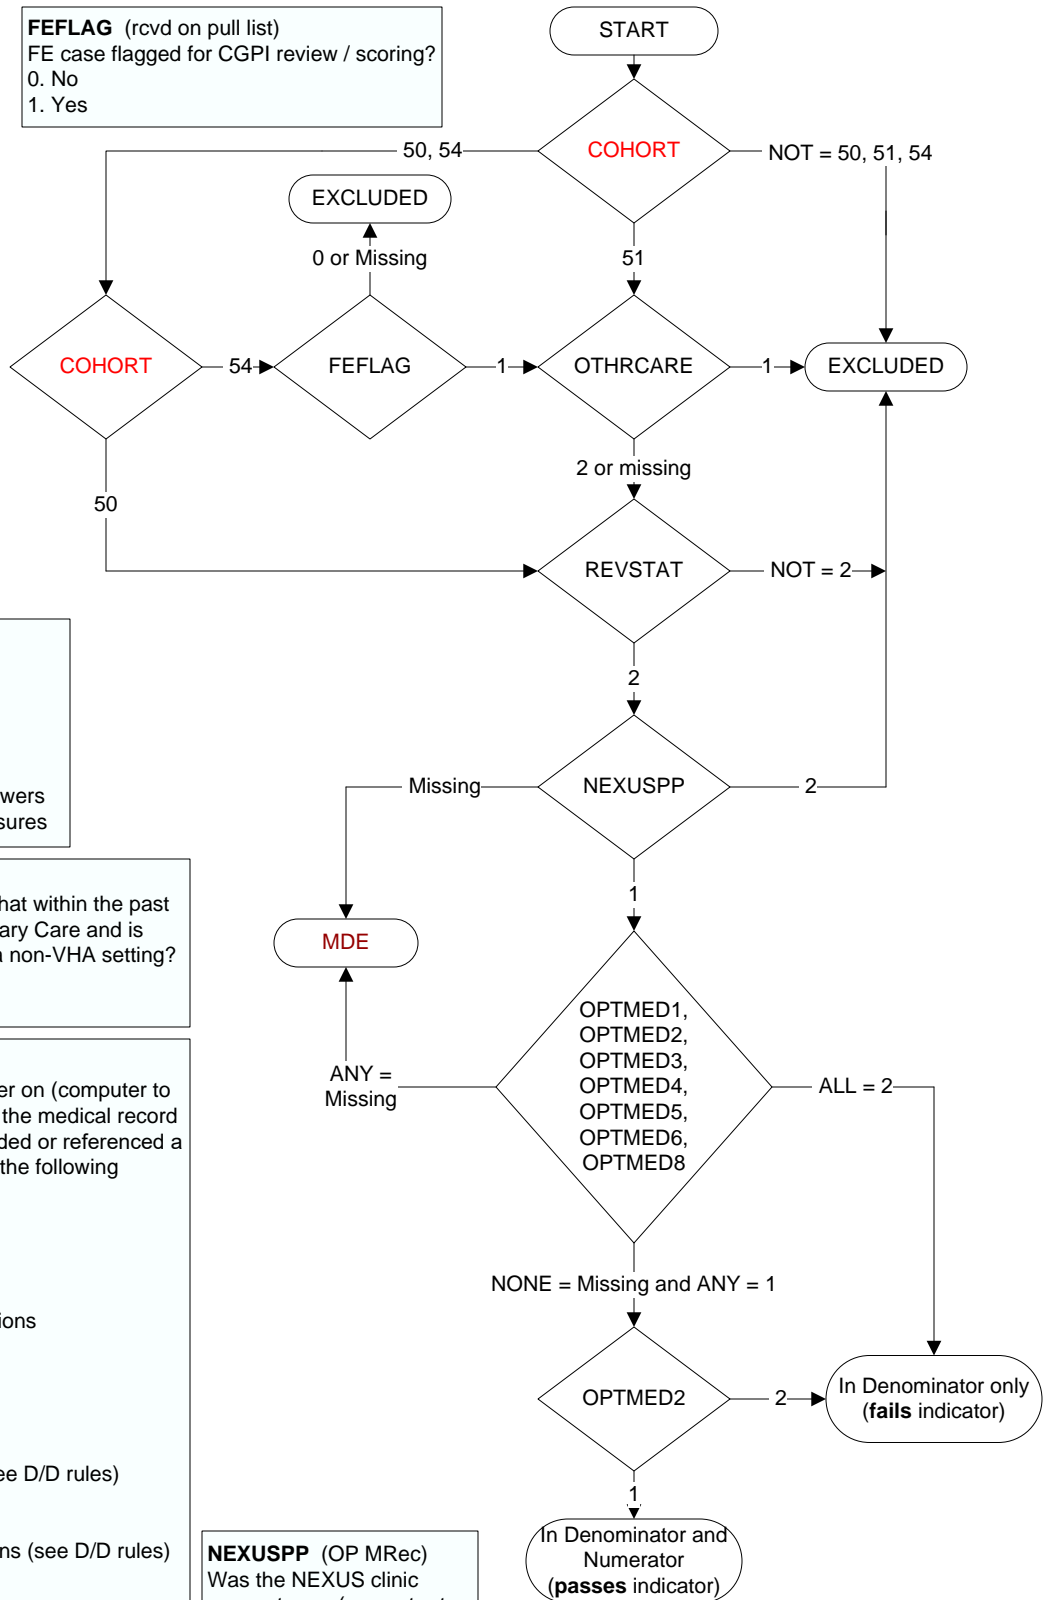 FEFLAG (rcvd on pull list)
FE case flagged for CGPI review / scoring?
0. No
1. Yes
START
50, 54
COHORT
NOT = 50, 51, 54
EXCLUDED
0 or Missing
51
COHORT
54
FEFLAG
1
OTHRCARE
1
EXCLUDED
2 or missing
50
REVSTAT
NOT = 2
2
Missing
NEXUSPP
2
1
MDE
OPTMED1,
OPTMED2,
OPTMED3,
OPTMED4,
OPTMED5,
OPTMED6,
OPTMED8
ANY =
Missing
ALL = 2
NONE = Missing and ANY = 1
OPTMED2
2
In Denominator only
(fails indicator)
1
In Denominator and
Numerator
(passes indicator)
wers
sures
hat within the past
ary Care and is
a non-VHA setting?
er on (computer to
the medical record
ded or referenced a
the following
ions
ee D/D rules)
ns (see D/D rules)
NEXUSPP (OP MRec)
Was the NEXUS clinic